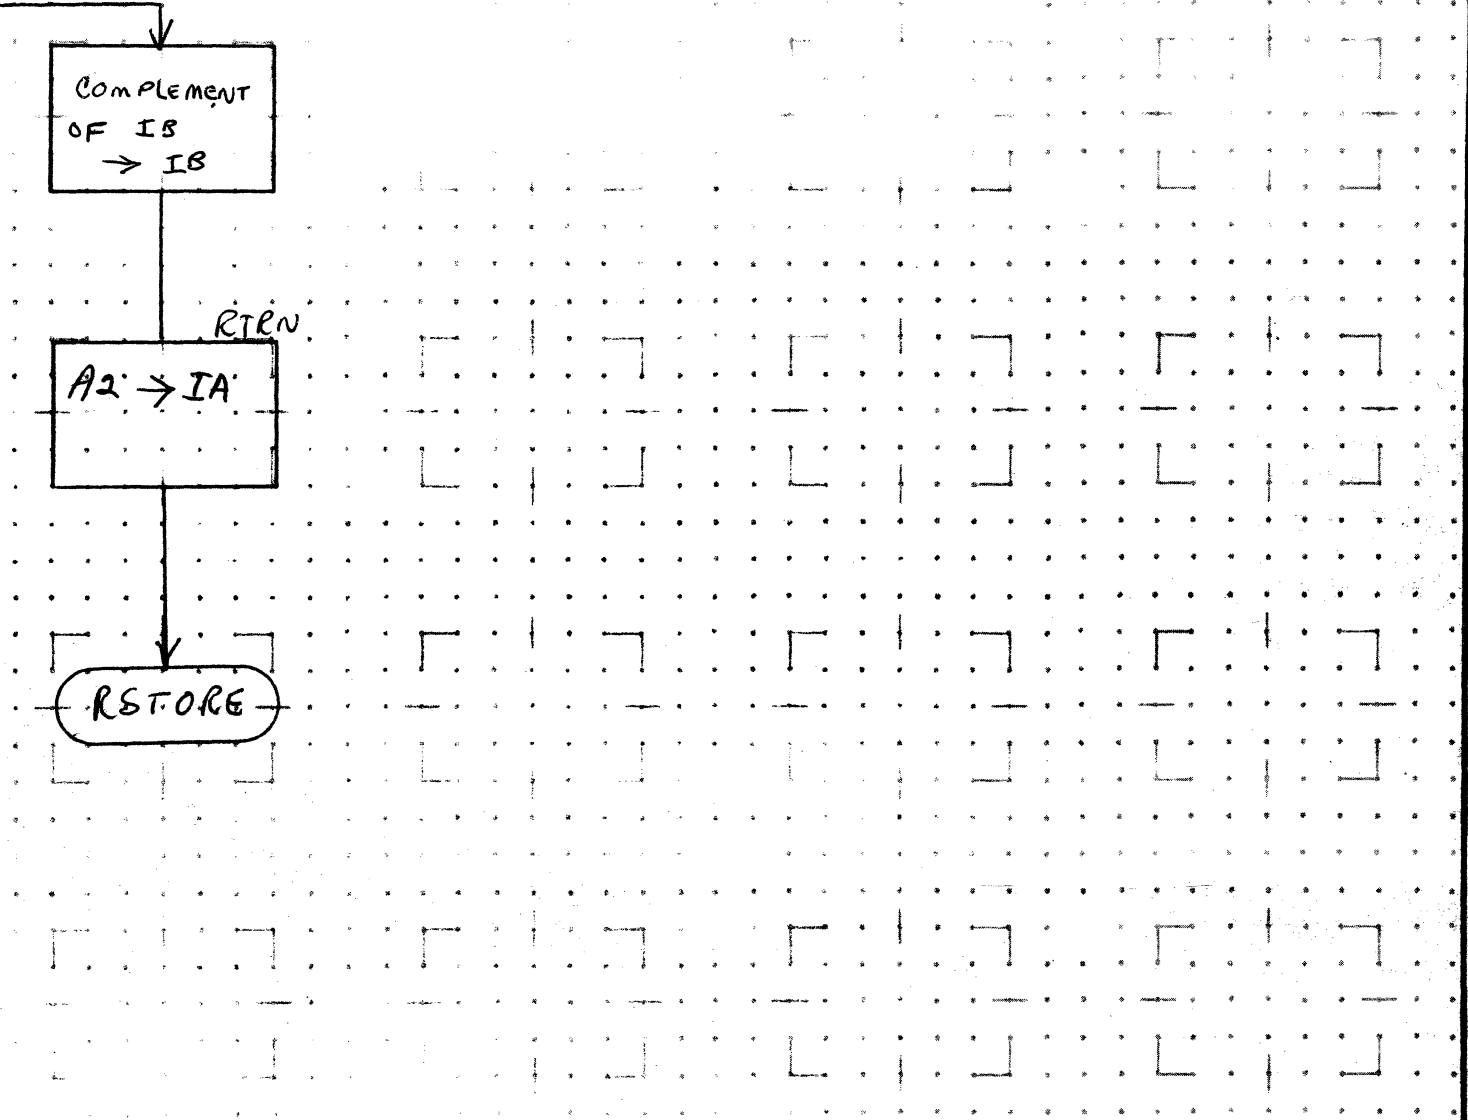 COMPLEMENT
OF IB
→ IB
RTRN
A2 → IA
RSTORE